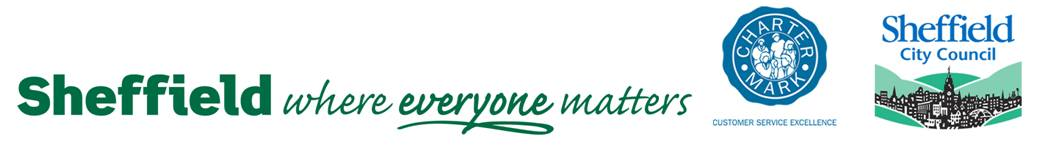 Sheffield where everyone matters
CHARTER MARK
CUSTOMER SERVICE EXCELLENCE
Sheffield
City Council